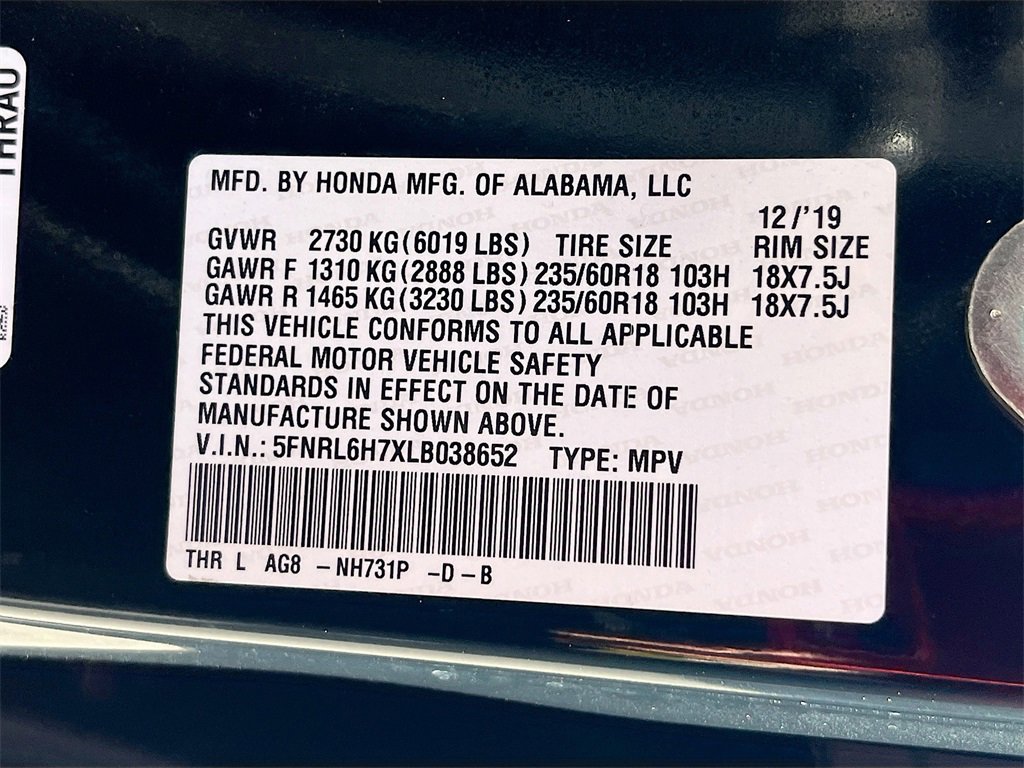 THRAU
MFD. BY HONDA MFG. OF ALABAMA, LLC
12/'19
GVWR 2730 KG(6019 LBS) TIRE SIZE RIM SIZE
GAWR F 1310 KG(2888 LBS) 235/60R18 103H 18X7.5J
GAWR R 1465 KG(3230 LBS) 235/60R18 103H 18X7.5J
THIS VEHICLE CONFORMS TO ALL APPLICABLE
FEDERAL MOTOR VEHICLE SAFETY
STANDARDS IN EFFECT ON THE DATE OF
MANUFACTURE SHOWN ABOVE.
V.I.N.: 5FNRL6H7XLB038652 TYPE: MPV
THR L AG8 -NH731P -D-B